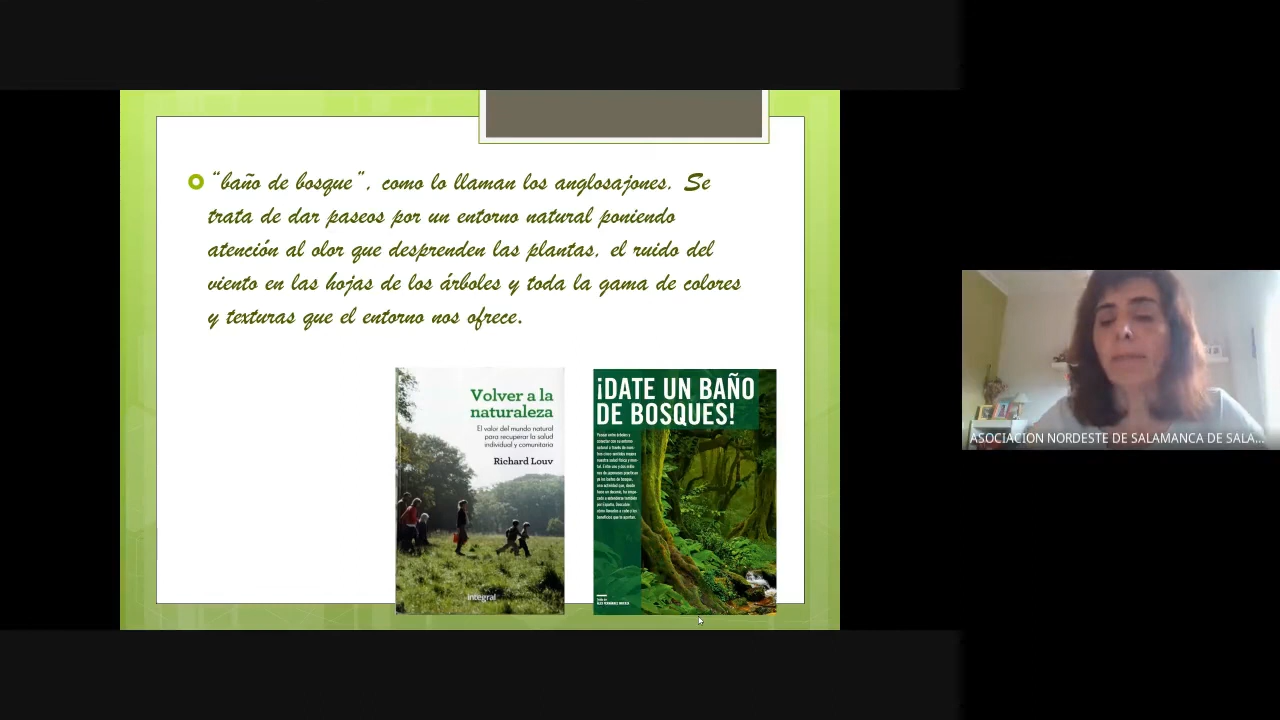 “baño de bosque”, como lo llaman los anglosajones. Se
trata de dar paseos por un entorno natural poniendo
atención al olor que desprenden las plantas, el ruido del
viento en las hojas de los árboles y toda la gama de colores
y texturas que el entorno nos ofrece.
Volver a la
naturaleza
El valor del mundo natural
para recuperar la salud
individual y comunitaria
Richard Louv
integral
¡DATE UN BAÑO
DE BOSQUES!
ASOCIACION NORDESTE DE SALAMANCA DE SALA...